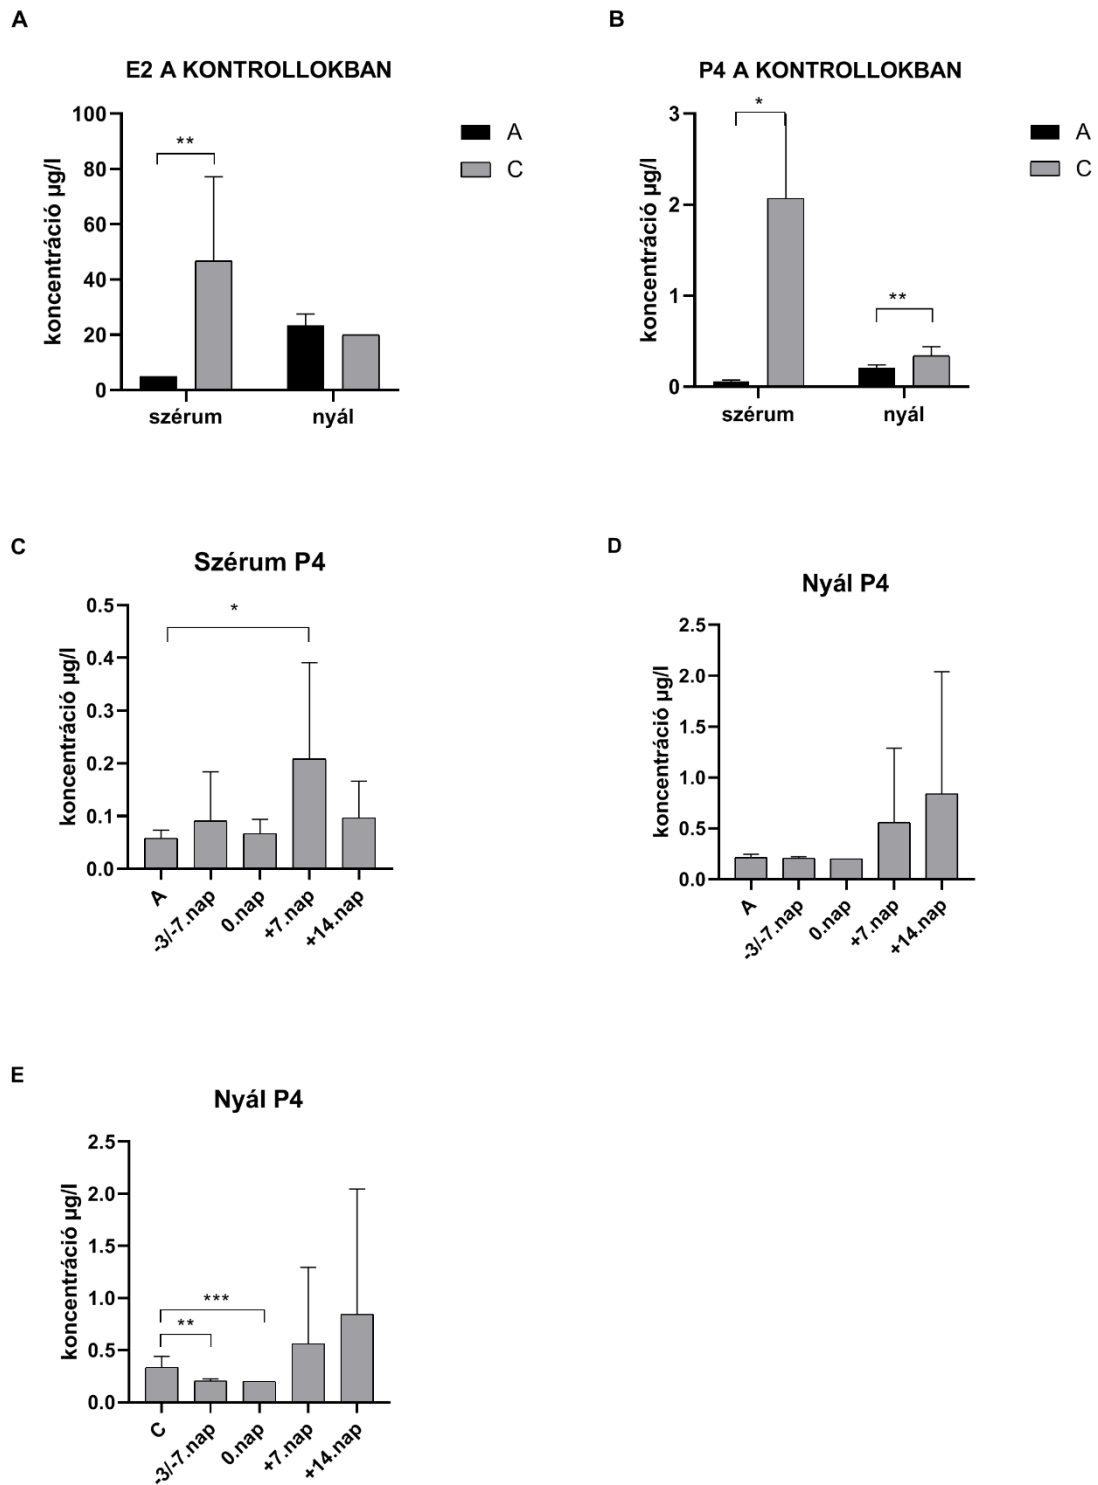 A
E2 A KONTROLLOKBAN
koncentráció µg/l
100
80
60
40
20
0
**
szérum
nyál
A
C
B
P4 A KONTROLLOKBAN
koncentráció µg/l
3
2
1
0
*
**
szérum
nyál
A
C
C
Szérum P4
koncentráció µg/l
0.5
0.4
0.3
0.2
0.1
0.0
*
A
-3/-7.nap
0.nap
+7.nap
+14.nap
D
Nyál P4
koncentráció µg/l
2.5
2.0
1.5
1.0
0.5
0.0
A
-3/-7.nap
0.nap
+7.nap
+14.nap
E
Nyál P4
koncentráció µg/l
2.5
2.0
1.5
1.0
0.5
0.0
***
**
C
-3/-7.nap
0.nap
+7.nap
+14.nap